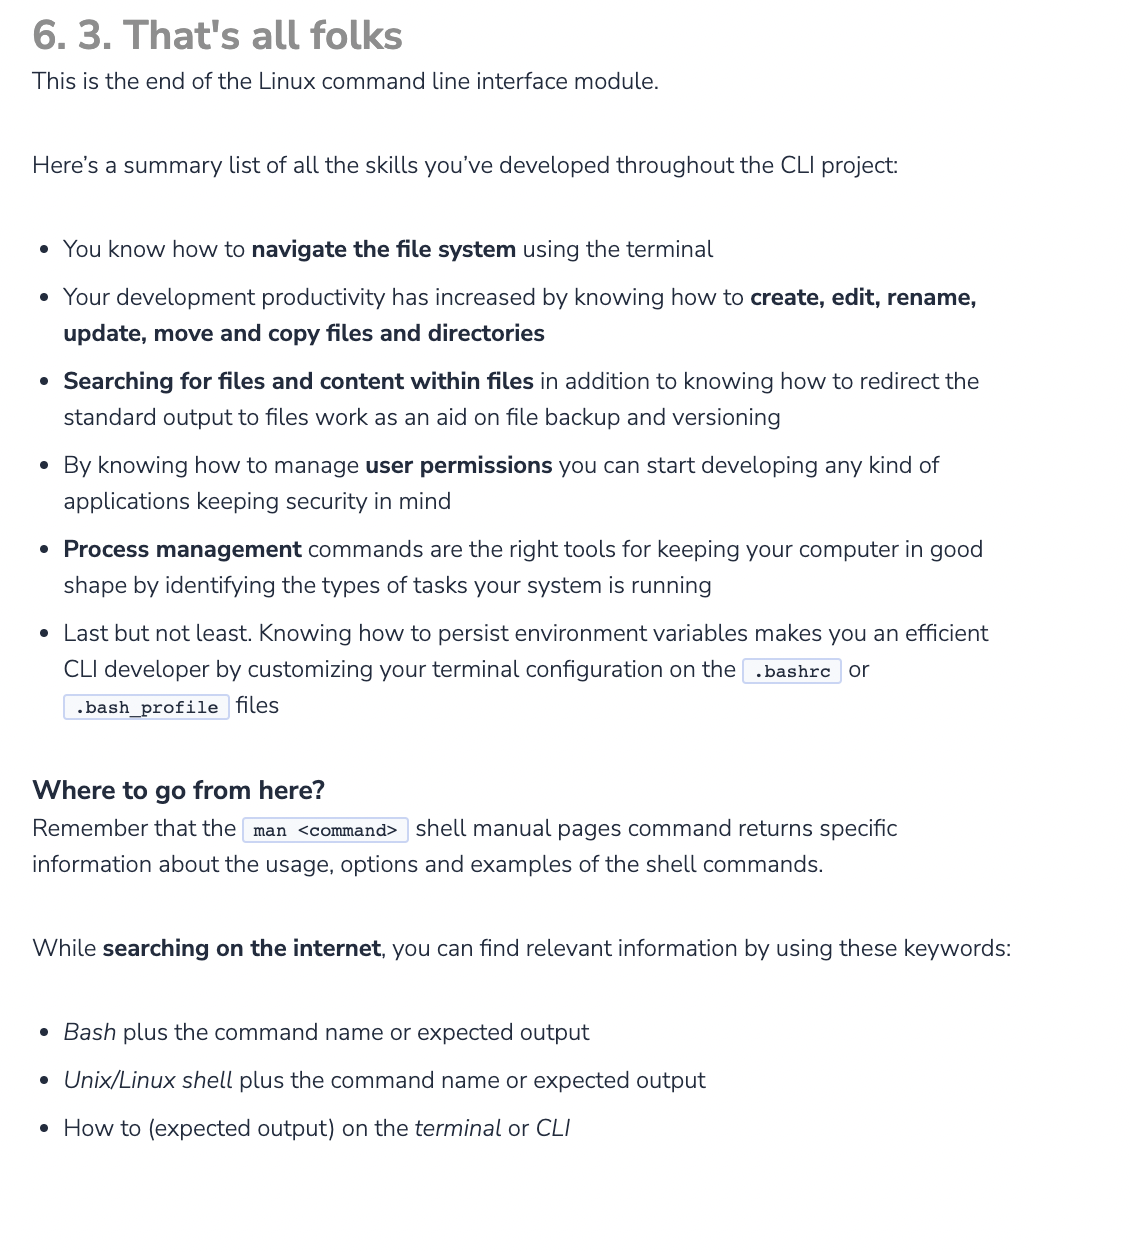 6. 3. That's all folks
This is the end of the Linux command line interface module.
Here’s a summary list of all the skills you’ve developed throughout the CLI project:
• You know how to navigate the file system using the terminal
• Your development productivity has increased by knowing how to create, edit, rename,
update, move and copy files and directories
• Searching for files and content within files in addition to knowing how to redirect the
standard output to files work as an aid on file backup and versioning
• By knowing how to manage user permissions you can start developing any kind of
applications keeping security in mind
• Process management commands are the right tools for keeping your computer in good
shape by identifying the types of tasks your system is running
• Last but not least. Knowing how to persist environment variables makes you an efficient
CLI developer by customizing your terminal configuration on the .bashrc or
.bash_profile files
Where to go from here?
Remember that the man <command> shell manual pages command returns specific
information about the usage, options and examples of the shell commands.
While searching on the internet, you can find relevant information by using these keywords:
• Bash plus the command name or expected output
• Unix/Linux shell plus the command name or expected output
• How to (expected output) on the terminal or CLI